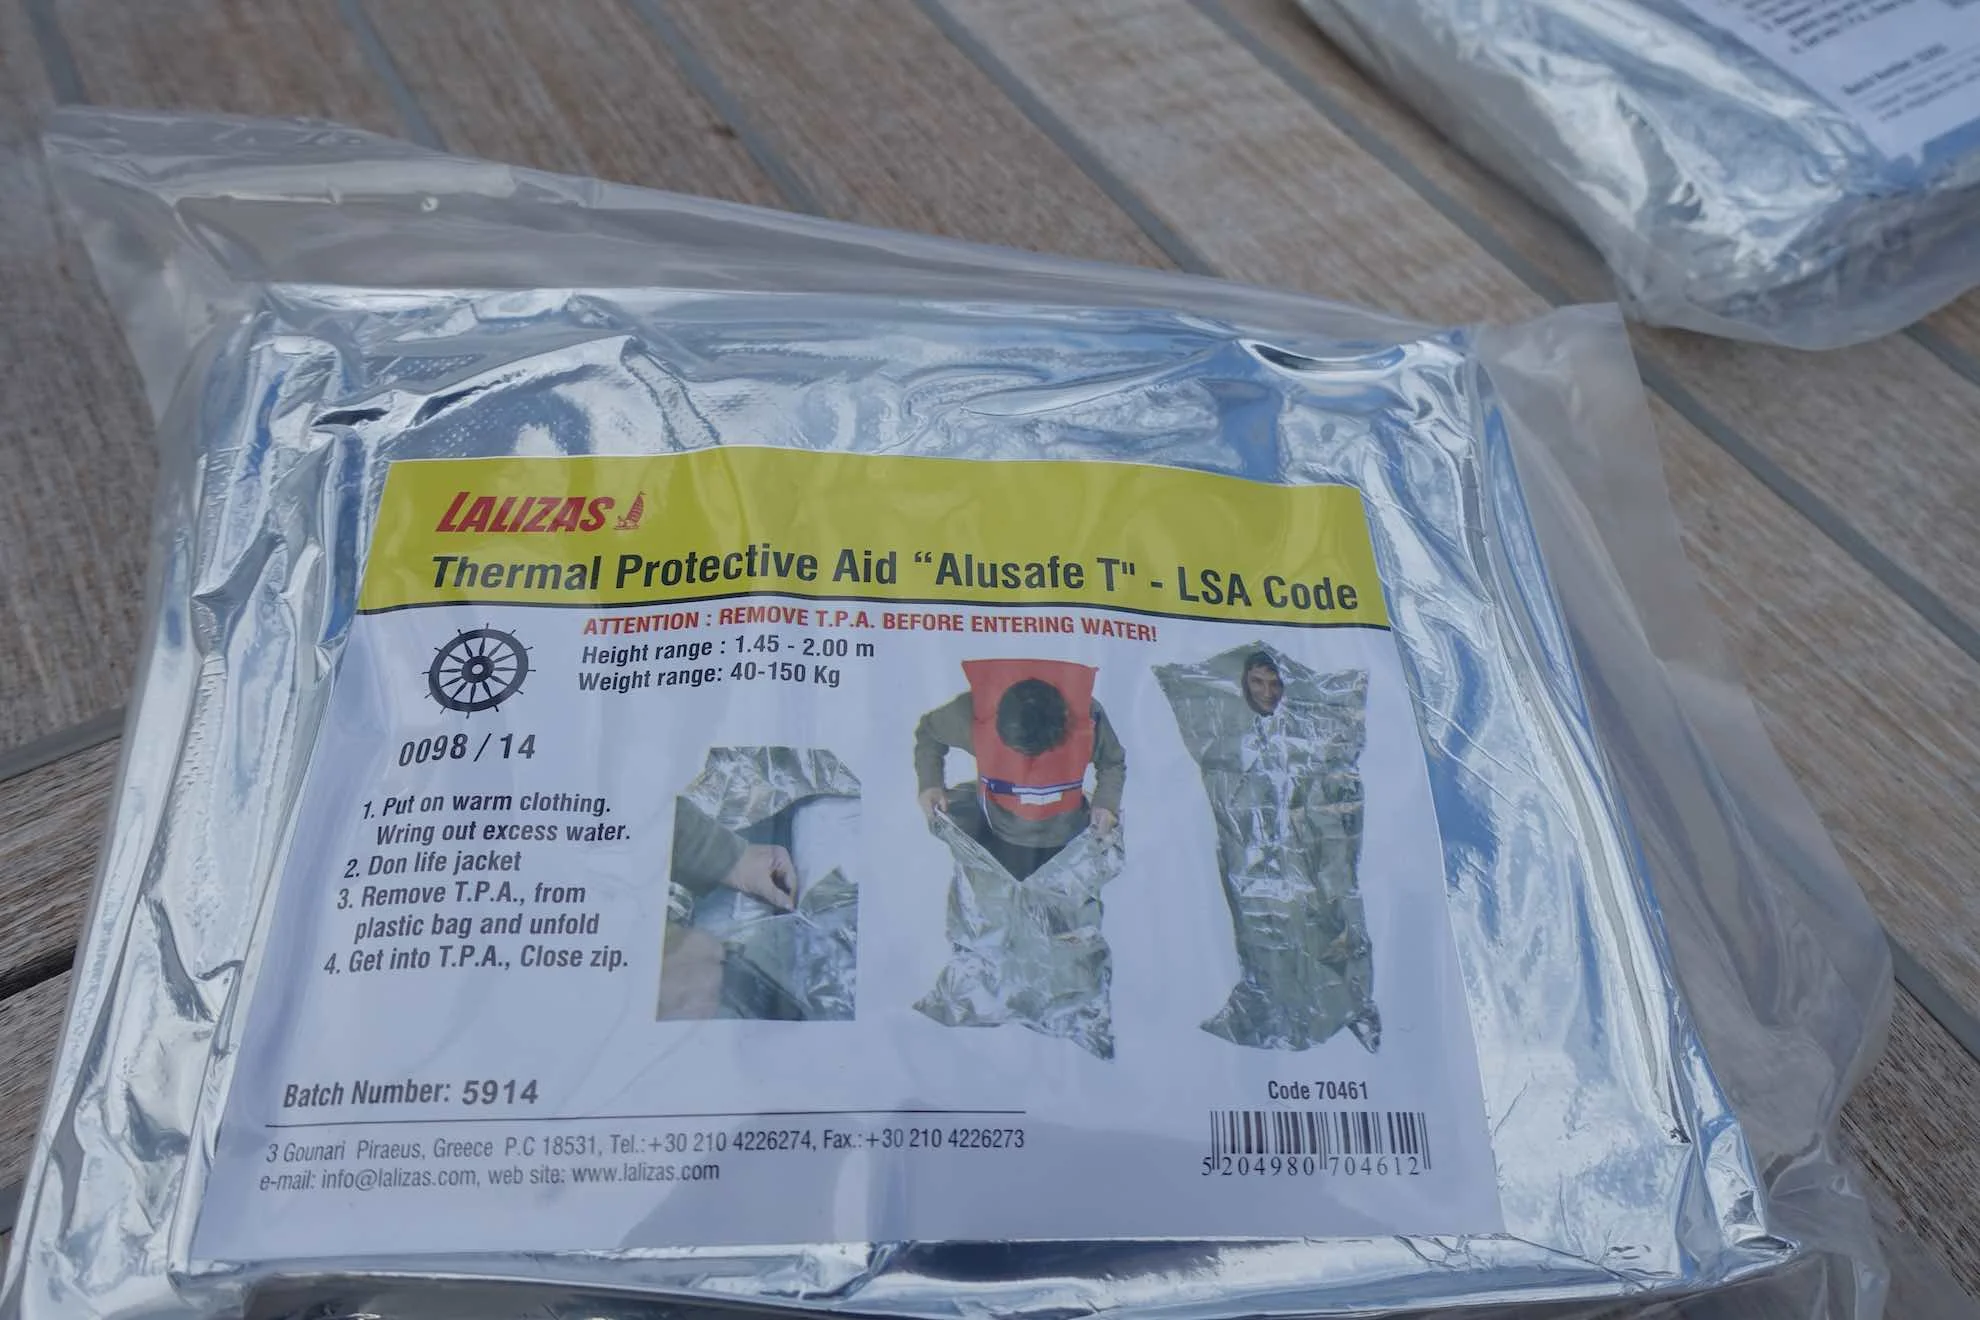 LALIZAS
Thermal Protective Aid “Alusafe T" - LSA Code
ATTENTION : REMOVE T.P.A. BEFORE ENTERING WATER!
Height range : 1.45 - 2.00 m
Weight range: 40-150 Kg
0098 / 14
1. Put on warm clothing.
Wring out excess water.
2. Don life jacket
3. Remove T.P.A., from
plastic bag and unfold
4. Get into T.P.A., Close zip.
Batch Number: 5914
3 Gounari Piraeus, Greece P.C 18531, Tel.:+30 210 4226274, Fax.:+30 210 4226273
e-mail: info@lalizas.com, web site: www.lalizas.com
Code 70461
5 204980 704612